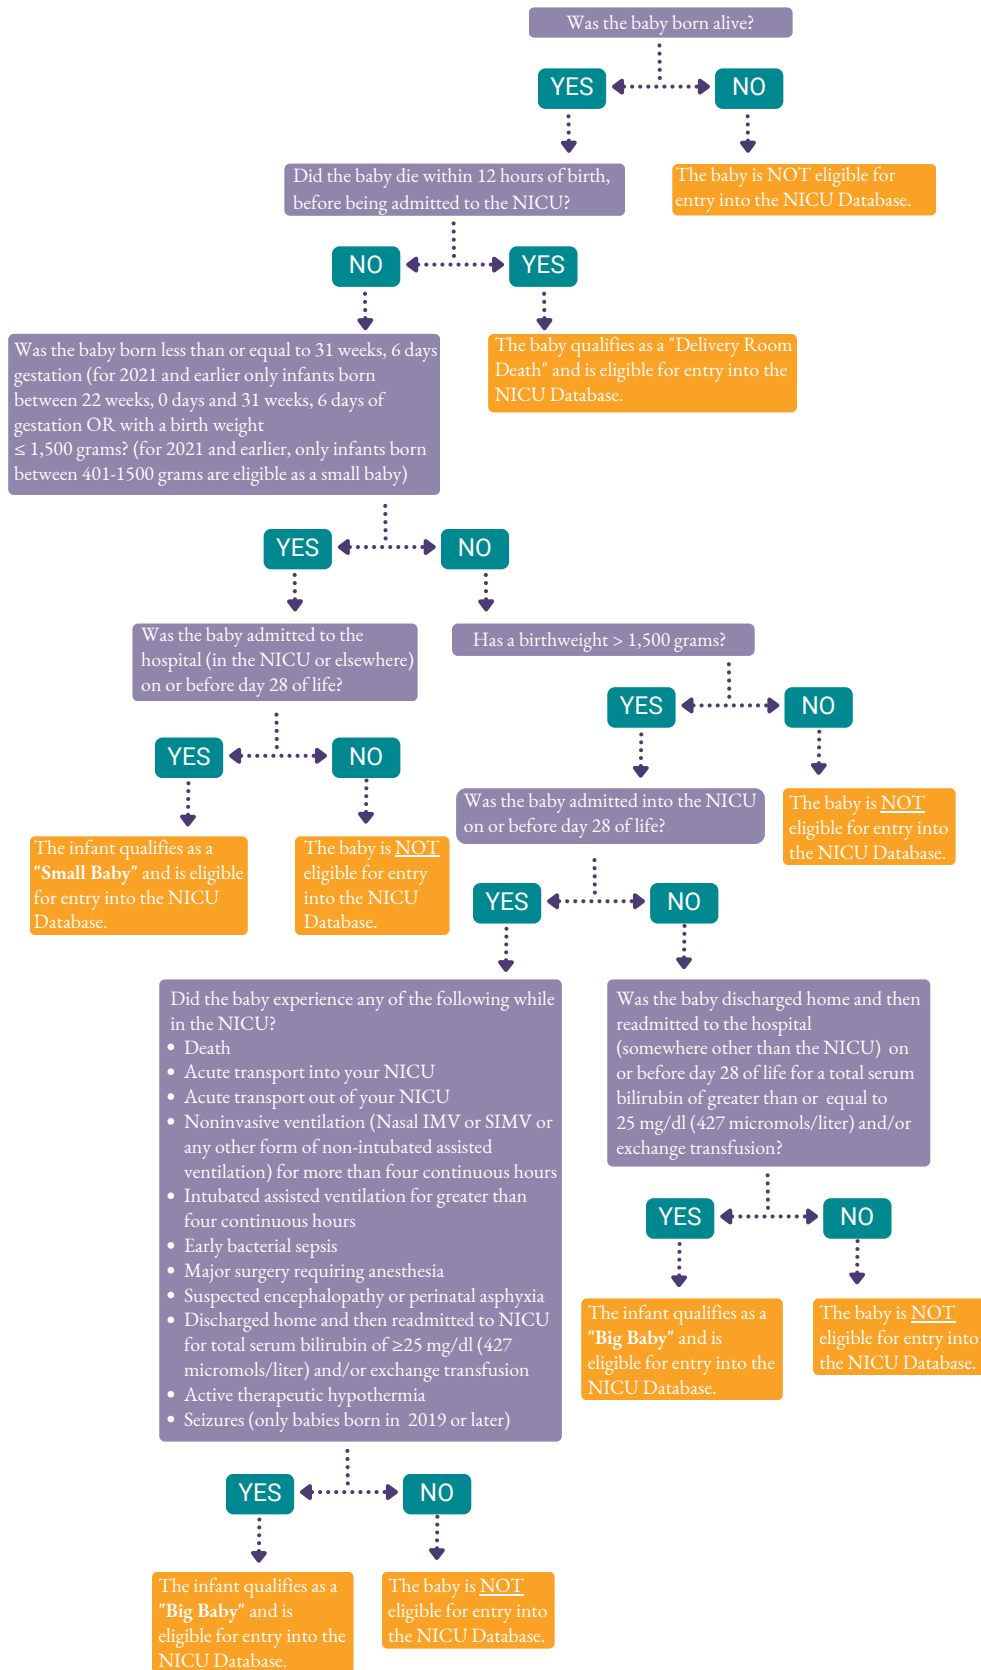 Was the baby born alive?
YES
NO
Did the baby die within 12 hours of birth,
before being admitted to the NICU?
The baby is NOT eligible for
entry into the NICU Database.
NO
YES
Was the baby born less than or equal to 31 weeks, 6 days
gestation (for 2021 and earlier only infants born
between 22 weeks, 0 days and 31 weeks, 6 days of
gestation OR with a birth weight
≤ 1,500 grams? (for 2021 and earlier, only infants born
between 401-1500 grams are eligible as a small baby)
The baby qualifies as a "Delivery Room
Death" and is eligible for entry into the
NICU Database.
YES
NO
Was the baby admitted to the
hospital (in the NICU or elsewhere)
on or before day 28 of life?
Has a birthweight > 1,500 grams?
YES
NO
YES
NO
The infant qualifies as a
"Small Baby" and is eligible
for entry into the NICU
Database.
The baby is NOT
eligible for entry
into the NICU
Database.
Was the baby admitted into the NICU
on or before day 28 of life?
The baby is NOT
eligible for entry into
the NICU Database.
YES
NO
Did the baby experience any of the following while
in the NICU?
• Death
• Acute transport into your NICU
• Acute transport out of your NICU
• Noninvasive ventilation (Nasal IMV or SIMV or
any other form of non-intubated assisted
ventilation) for more than four continuous hours
• Intubated assisted ventilation for greater than
four continuous hours
• Early bacterial sepsis
• Major surgery requiring anesthesia
• Suspected encephalopathy or perinatal asphyxia
• Discharged home and then readmitted to NICU
for total serum bilirubin of ≥25 mg/dl (427
micromols/liter) and/or exchange transfusion
• Active therapeutic hypothermia
• Seizures (only babies born in 2019 or later)
Was the baby discharged home and then
readmitted to the hospital
(somewhere other than the NICU) on
or before day 28 of life for a total serum
bilirubin of greater than or equal to
25 mg/dl (427 micromols/liter) and/or
exchange transfusion?
YES
NO
The infant qualifies as a
"Big Baby" and is
eligible for entry into the
NICU Database.
The baby is NOT
eligible for entry into
the NICU Database.
YES
NO
The infant qualifies as a
"Big Baby" and is
eligible for entry into the
NICU Database.
The baby is NOT
eligible for entry into
the NICU Database.